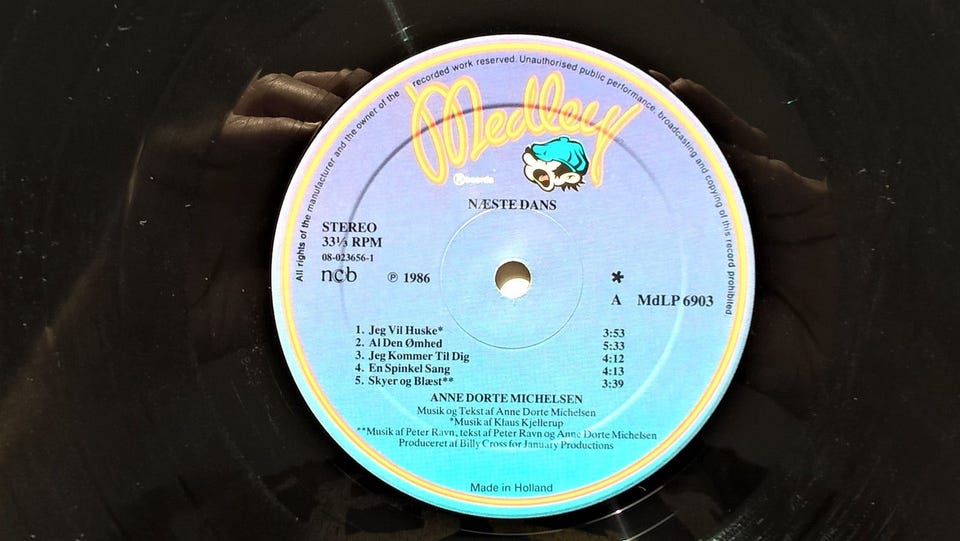 All rights of the manufacturer and the owner of the recorded work reserved. Unauthorised public performance, broadcasting and copying of this record prohibited
Medley
Records
NÆSTE DANS
STEREO
33⅓ RPM
08-023656-1
ncb
℗ 1986
*
A MdLP 6903
1. Jeg Vil Huske* 3:53
2. Al Den Ømhed 5:33
3. Jeg Kommer Til Dig 4:12
4. En Spinkel Sang 4:13
5. Skyer og Blæst** 3:39
ANNE DORTE MICHELSEN
Musik og Tekst af Anne Dorte Michelsen
*Musik af Klaus Kjellerup
**Musik af Peter Ravn, tekst af Peter Ravn og Anne Dorte Michelsen
Produceret af Billy Cross for January Productions
Made in Holland